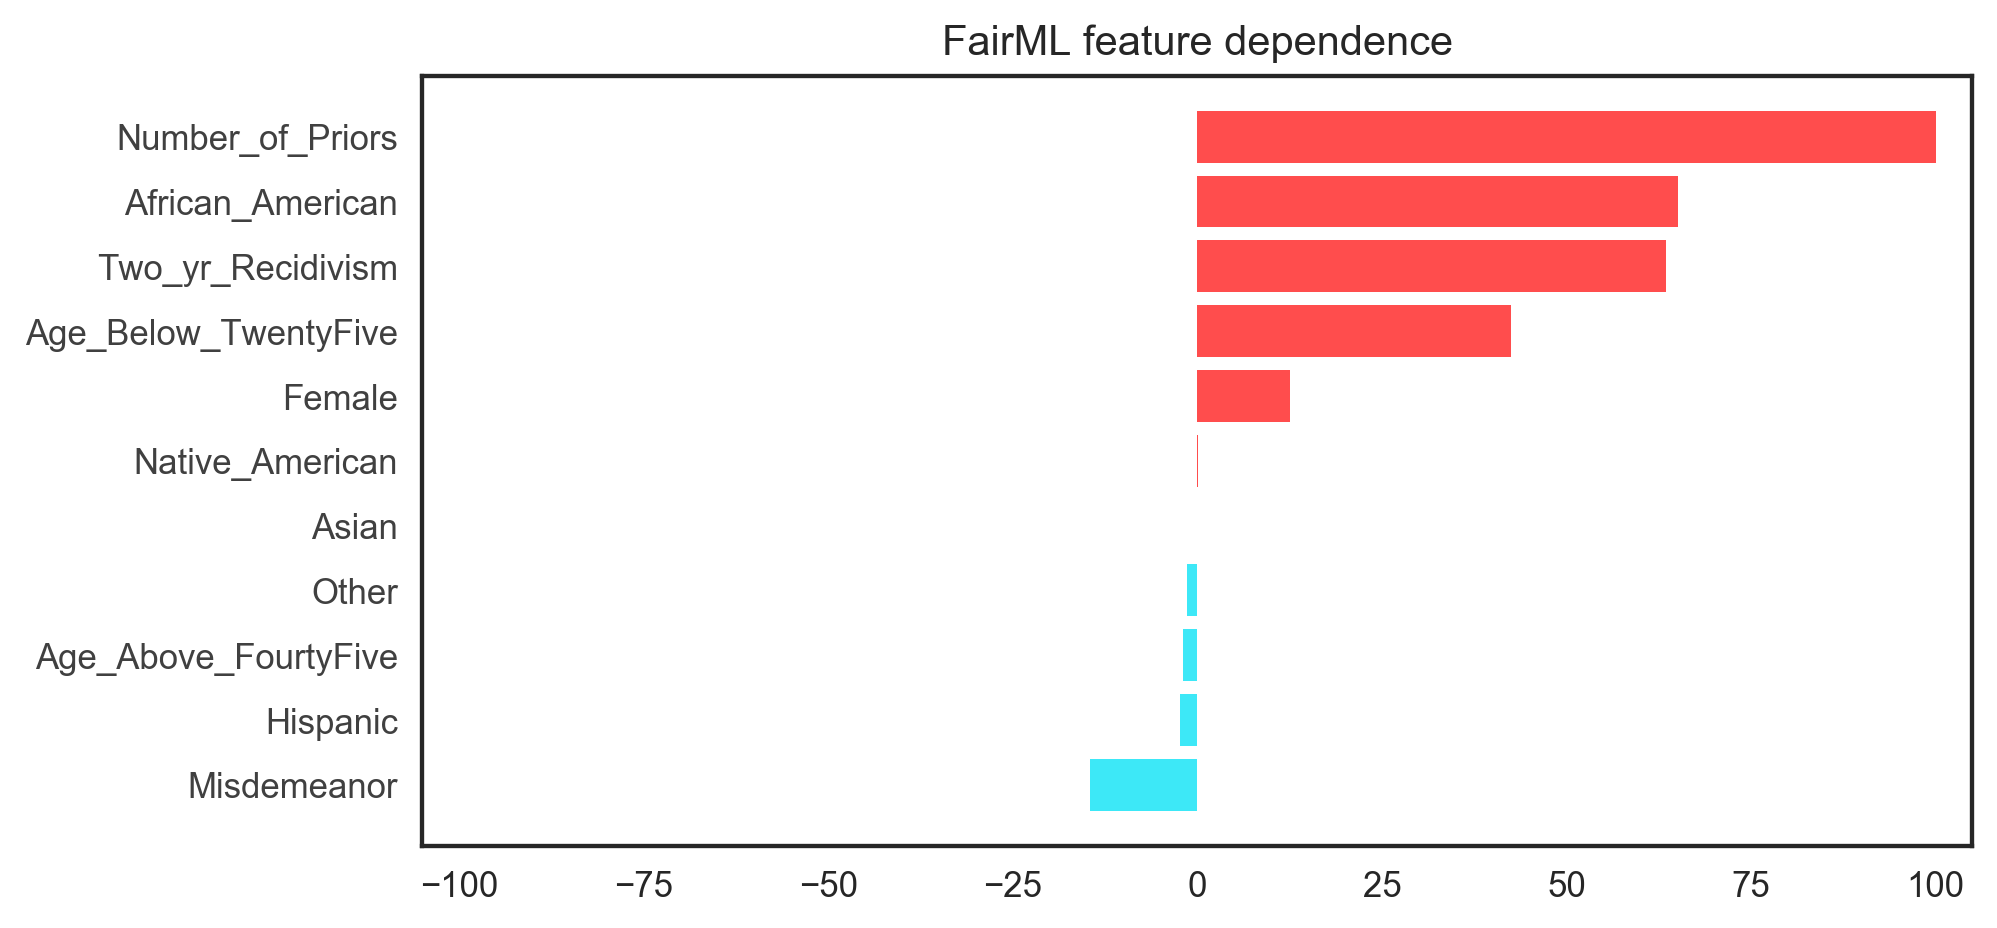 FairML feature dependence
Number_of_Priors
African_American
Two_yr_Recidivism
Age_Below_TwentyFive
Female
Native_American
Asian
Other
Age_Above_FourtyFive
Hispanic
Misdemeanor
−100 −75 −50 −25 0 25 50 75 100